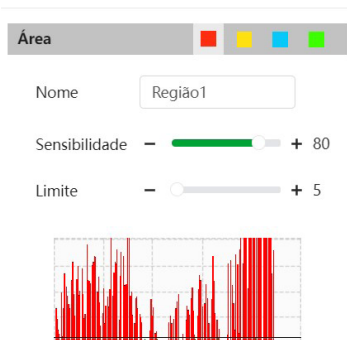 Área
Nome Região1
Sensibilidade − + 80
Limite − + 5